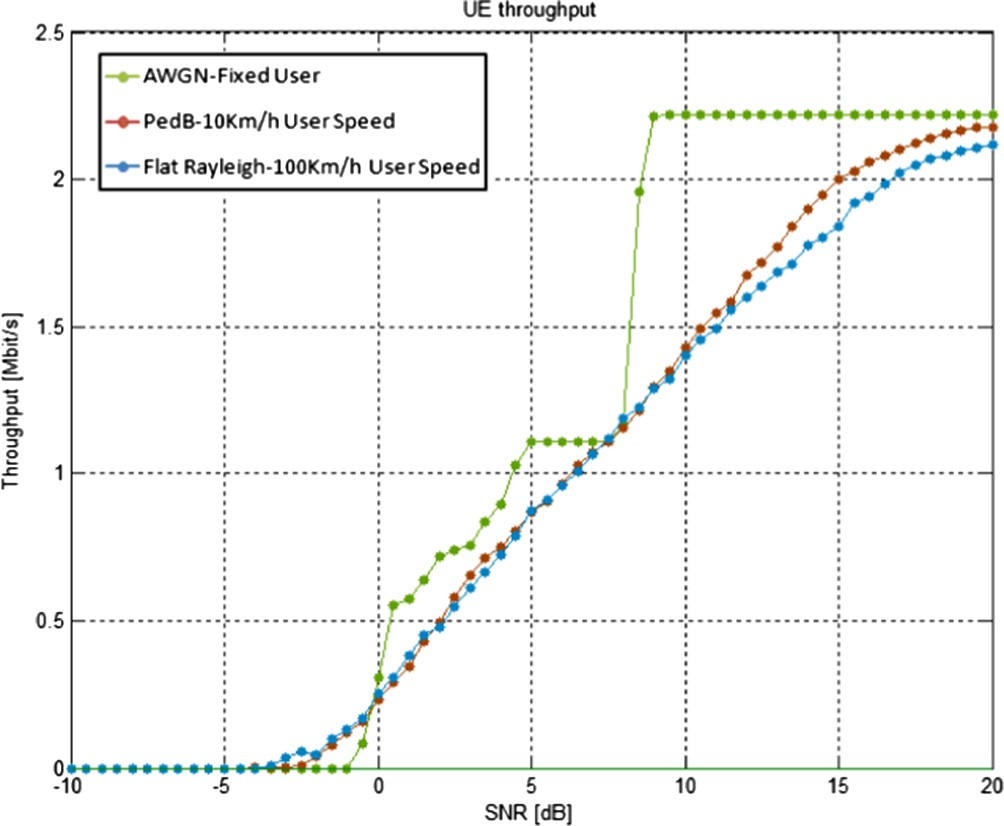 UE throughput
2.5
AWGN-Fixed User
PedB-10Km/h User Speed
Flat Rayleigh-100Km/h User Speed
2
1.5
1
0.5
0
Throughput [Mbit/s]
-10 -5 0 5 10 15 20
SNR [dB]